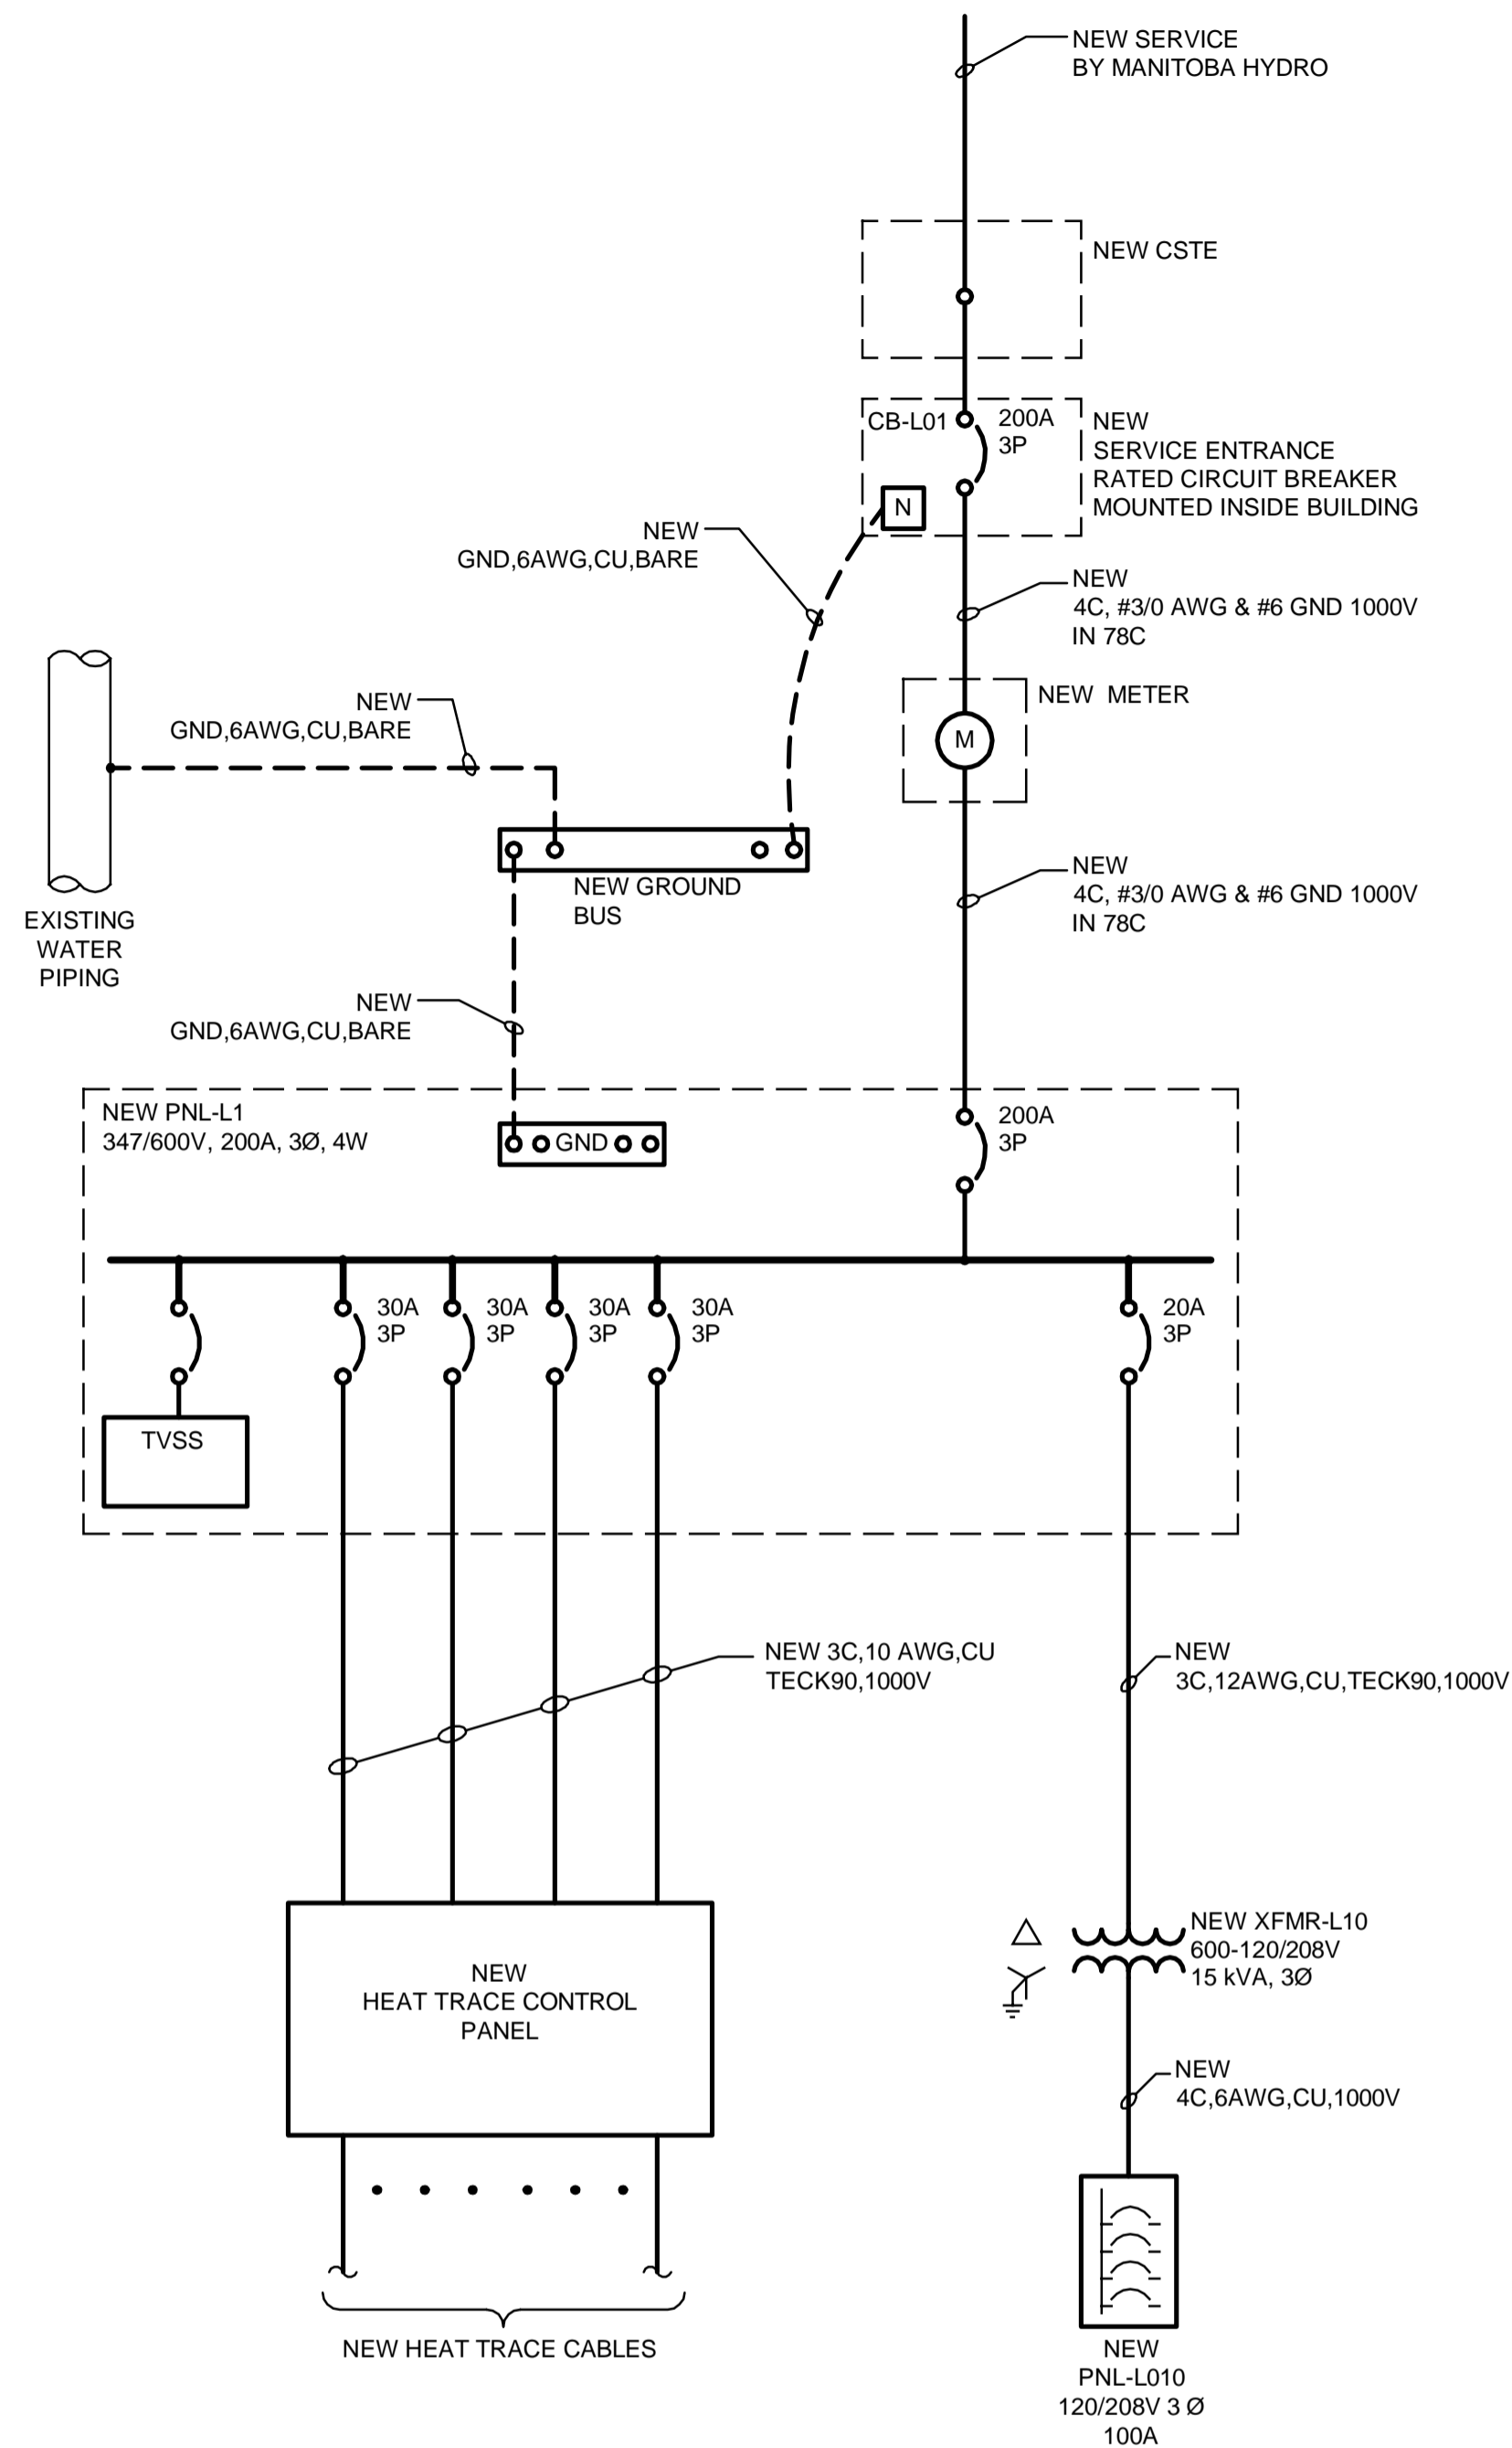 NEW SERVICE
BY MANITOBA HYDRO
NEW CSTE
CB-L01
200A
3P
NEW
SERVICE ENTRANCE
RATED CIRCUIT BREAKER
MOUNTED INSIDE BUILDING
N
NEW
GND,6AWG,CU,BARE
NEW
4C, #3/0 AWG & #6 GND 1000V
IN 78C
NEW METER
M
NEW
GND,6AWG,CU,BARE
NEW GROUND
BUS
NEW
4C, #3/0 AWG & #6 GND 1000V
IN 78C
EXISTING
WATER
PIPING
NEW
GND,6AWG,CU,BARE
NEW PNL-L1
347/600V, 200A, 3Ø, 4W
GND
200A
3P
30A
3P
30A
3P
30A
3P
30A
3P
20A
3P
TVSS
NEW 3C,10 AWG,CU
TECK90,1000V
NEW
3C,12AWG,CU,TECK90,1000V
NEW
HEAT TRACE CONTROL
PANEL
NEW XFMR-L10
600-120/208V
15 kVA, 3Ø
NEW
4C,6AWG,CU,1000V
NEW HEAT TRACE CABLES
NEW
PNL-L010
120/208V 3 Ø
100A